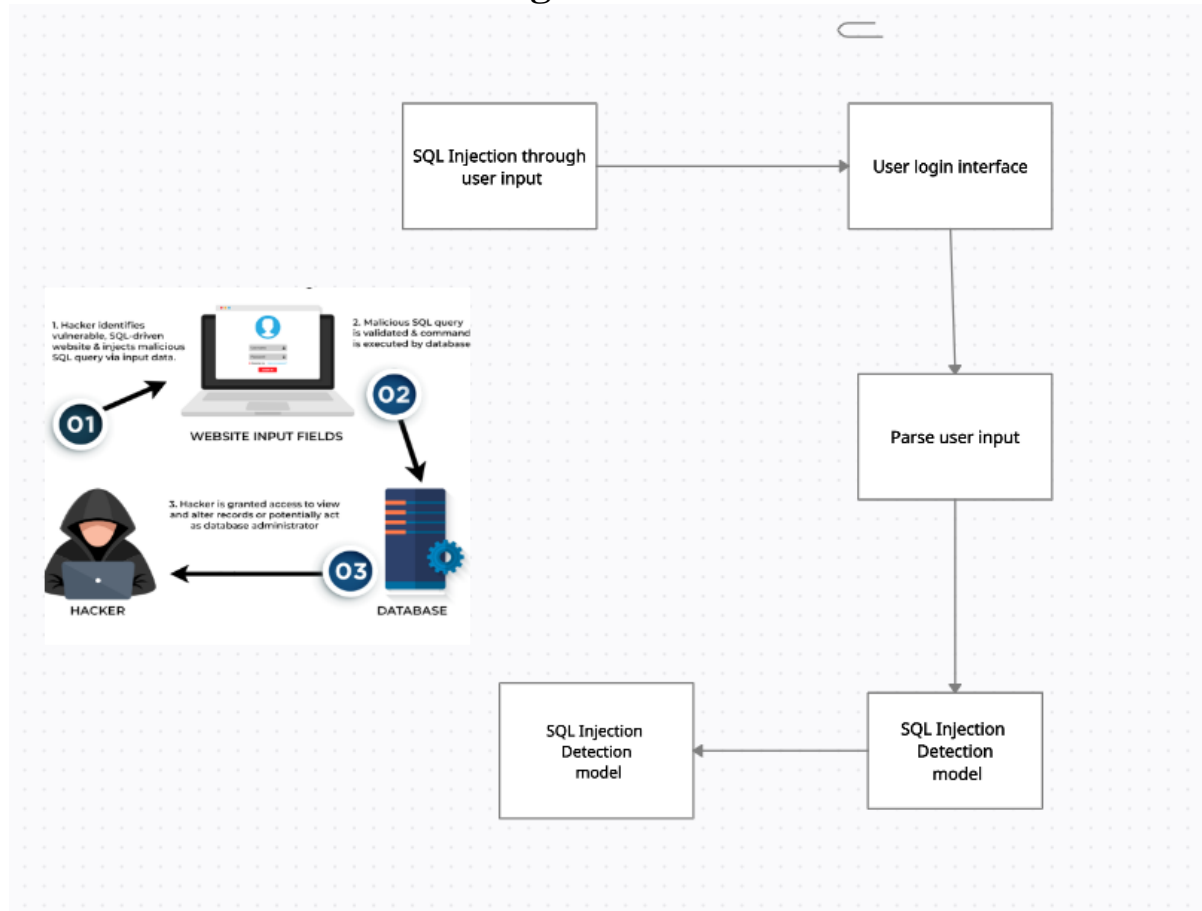 SQL Injection through
user input
User login interface
1. Hacker identifies
vulnerable, SQL-driven
website & injects malicious
SQL query via input data.
2. Malicious SQL query
is validated & command
is executed by database
01
02
WEBSITE INPUT FIELDS
Parse user input
3. Hacker is granted access to view
and alter records or potentially act
as database administrator
03
HACKER
DATABASE
SQL Injection
Detection
model
SQL Injection
Detection
model